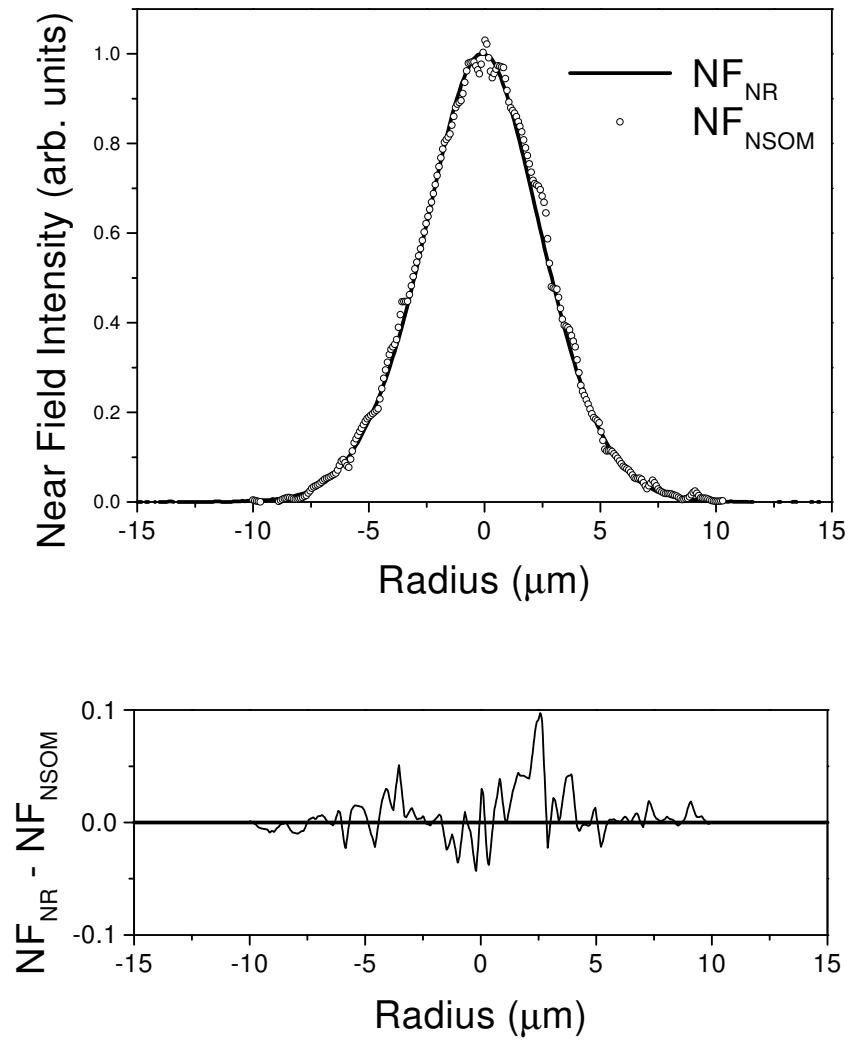 Near Field Intensity (arb. units)
1.0
0.8
0.6
0.4
0.2
0.0
NF_NR
NF_NSOM
-15 -10 -5 0 5 10 15
Radius (μm)
NF_NR - NF_NSOM
0.1
0.0
-0.1
-15 -10 -5 0 5 10 15
Radius (μm)